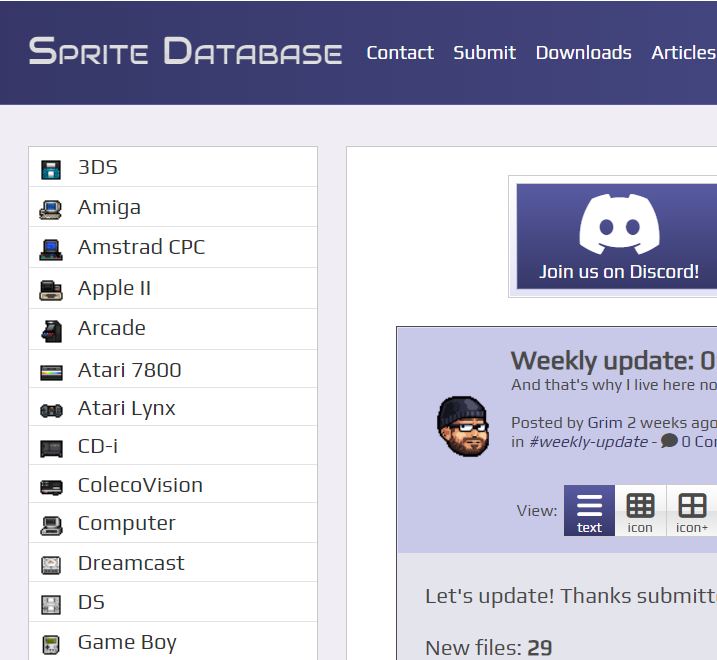 Sprite Database
Contact Submit Downloads Articles
3DS
Amiga
Amstrad CPC
Apple II
Arcade
Atari 7800
Atari Lynx
CD-i
ColecoVision
Computer
Dreamcast
DS
Game Boy
Join us on Discord!
Weekly update: 0
And that's why I live here no
Posted by Grim 2 weeks ago
in #weekly-update - 0 Con
View: text icon icon+
Let's update! Thanks submitt
New files: 29